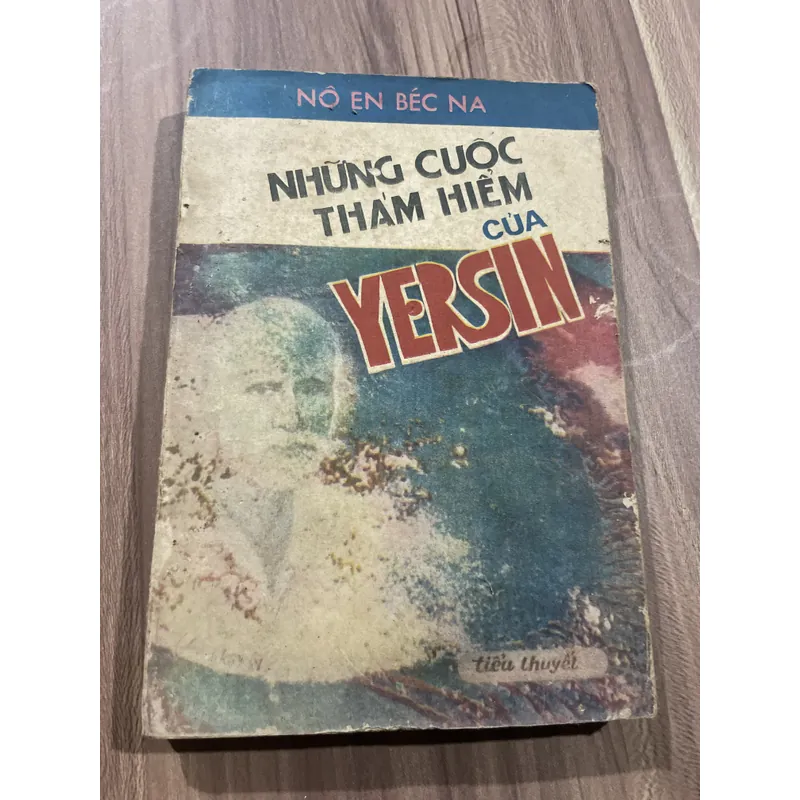 NÔ EN BÉC NA
NHỮNG CUỘC
THÁM HIỂM
CỦA
YERSIN
tiểu thuyết